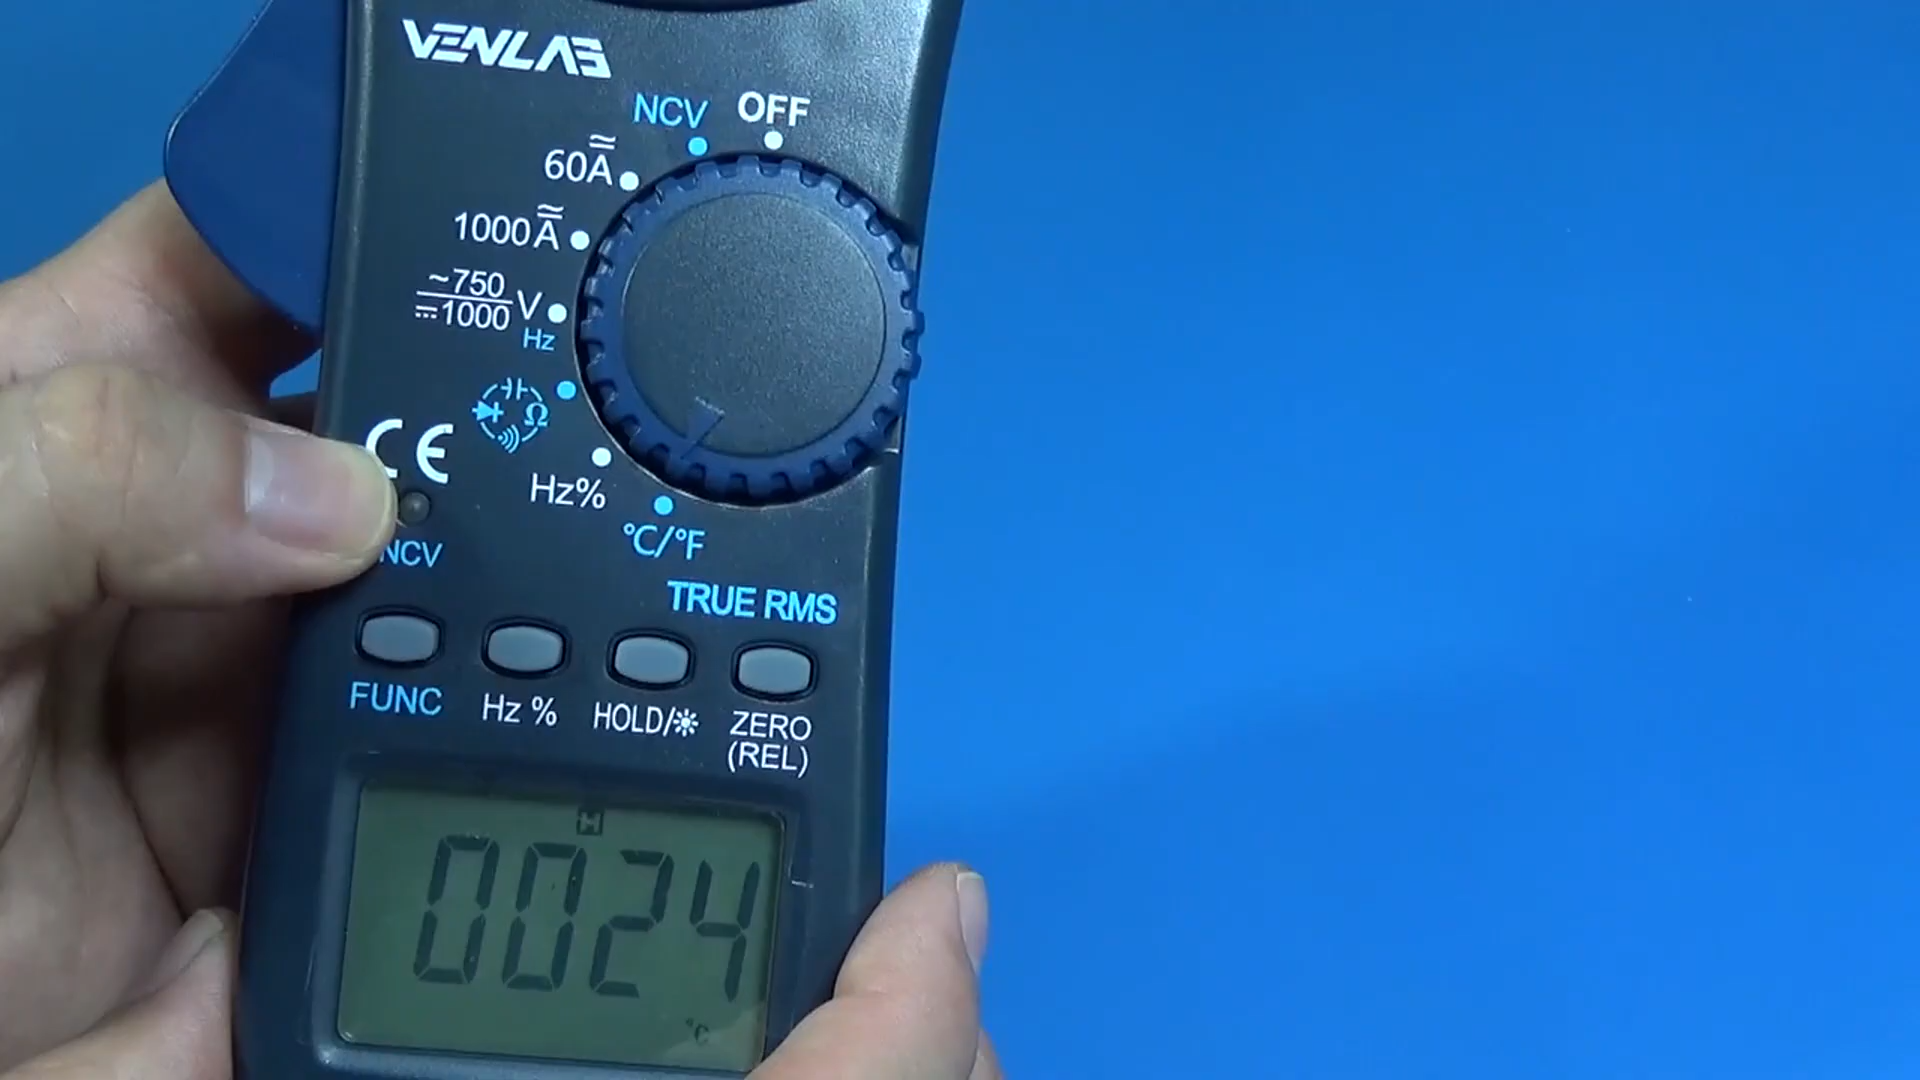 VENLAB
NCV OFF
60A
1000A
~750
1000 V
Hz
Ω
CE
Hz%
°C/°F
NCV
TRUE RMS
FUNC
Hz %
HOLD/☀
ZERO
(REL)
H
0024
°C